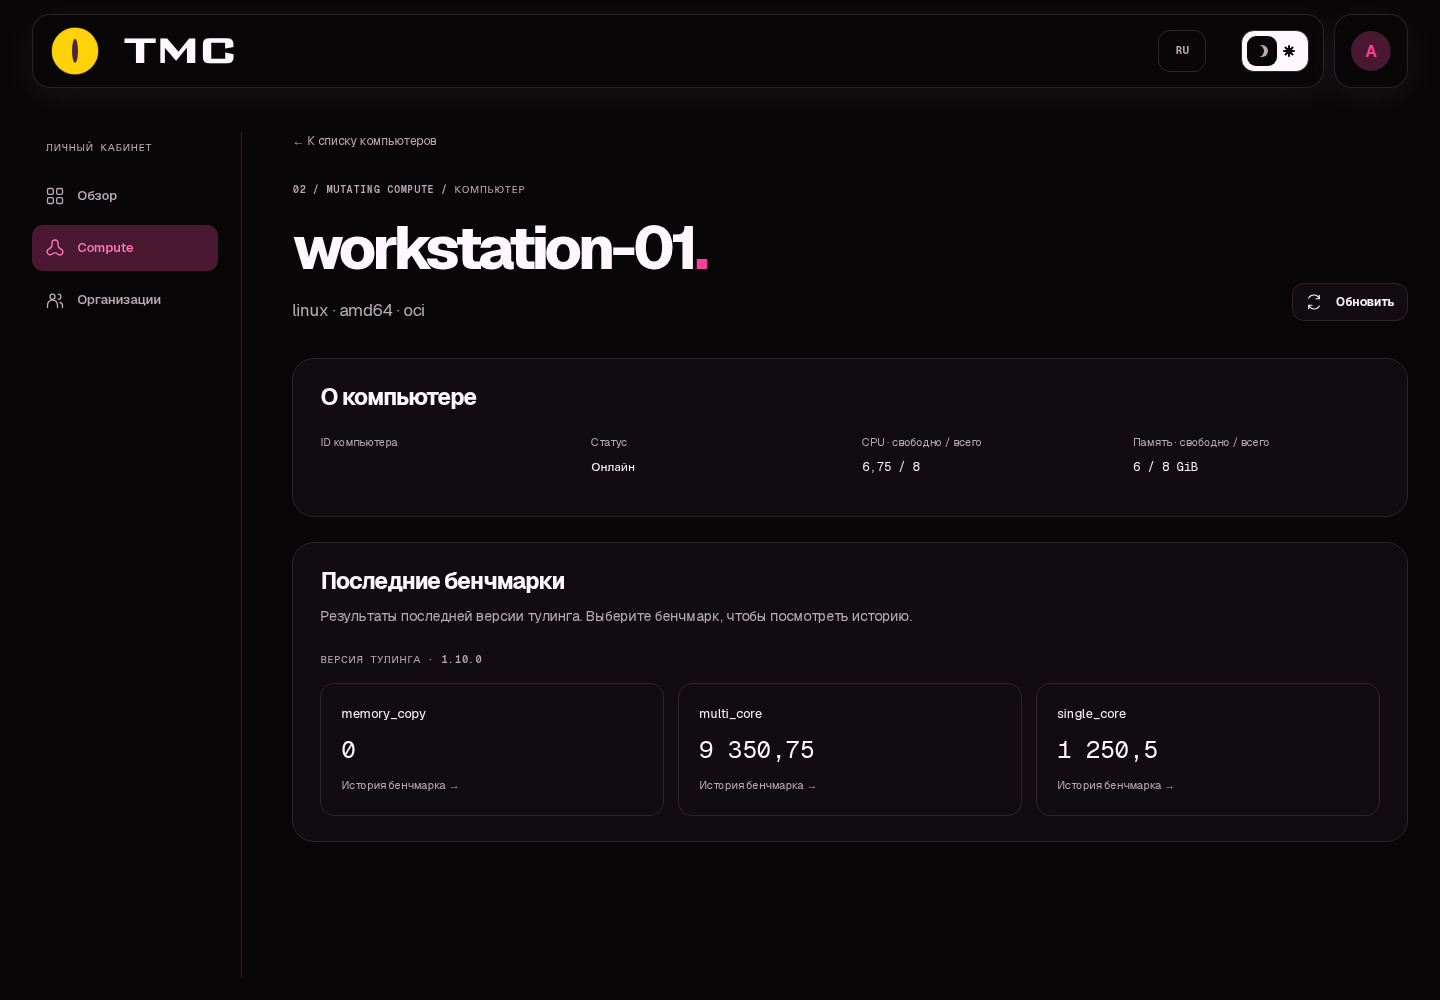 TMC
RU
A
ЛИЧНЫЙ КАБИНЕТ
Обзор
Compute
Организации
← К списку компьютеров
02 / MUTATING COMPUTE / КОМПЬЮТЕР
workstation-01.
linux · amd64 · oci
Обновить
О компьютере
ID компьютера
Статус
Онлайн
CPU · свободно / всего
6,75 / 8
Память · свободно / всего
6 / 8 GiB
Последние бенчмарки
Результаты последней версии тулинга. Выберите бенчмарк, чтобы посмотреть историю.
ВЕРСИЯ ТУЛИНГА · 1.10.0
memory_copy
0
История бенчмарка →
multi_core
9 350,75
История бенчмарка →
single_core
1 250,5
История бенчмарка →